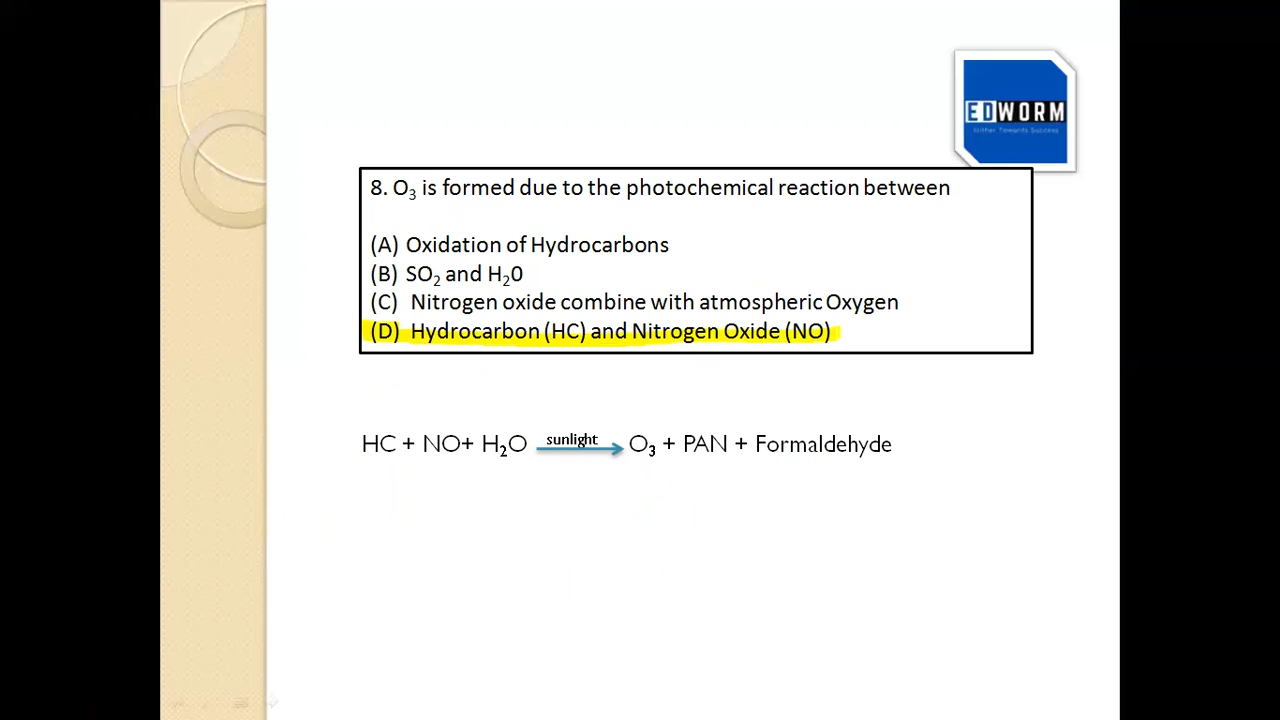 EDWORM
8. O₃ is formed due to the photochemical reaction between
(A) Oxidation of Hydrocarbons
(B) SO₂ and H₂0
(C) Nitrogen oxide combine with atmospheric Oxygen
(D) Hydrocarbon (HC) and Nitrogen Oxide (NO)
sunlight
HC + NO+ H₂O → O₃ + PAN + Formaldehyde